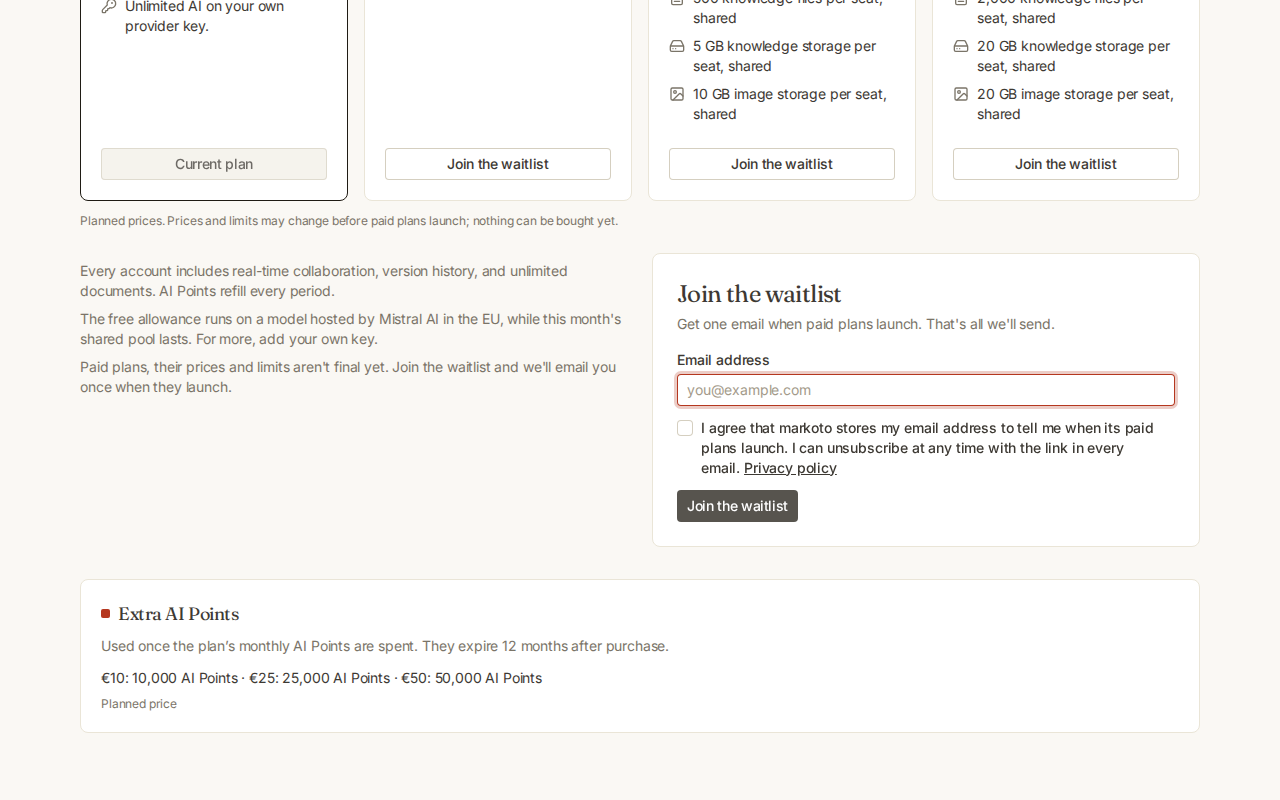 Unlimited AI on your own
provider key.
Current plan
Join the waitlist
500 knowledge files per seat,
shared
5 GB knowledge storage per
seat, shared
10 GB image storage per seat,
shared
Join the waitlist
2,000 knowledge files per
seat, shared
20 GB knowledge storage per
seat, shared
20 GB image storage per seat,
shared
Join the waitlist
Planned prices. Prices and limits may change before paid plans launch; nothing can be bought yet.
Every account includes real-time collaboration, version history, and unlimited
documents. AI Points refill every period.
The free allowance runs on a model hosted by Mistral AI in the EU, while this month's
shared pool lasts. For more, add your own key.
Paid plans, their prices and limits aren't final yet. Join the waitlist and we'll email you
once when they launch.
Join the waitlist
Get one email when paid plans launch. That's all we'll send.
Email address
you@example.com
I agree that markoto stores my email address to tell me when its paid
plans launch. I can unsubscribe at any time with the link in every
email. Privacy policy
Join the waitlist
Extra AI Points
Used once the plan’s monthly AI Points are spent. They expire 12 months after purchase.
€10: 10,000 AI Points · €25: 25,000 AI Points · €50: 50,000 AI Points
Planned price